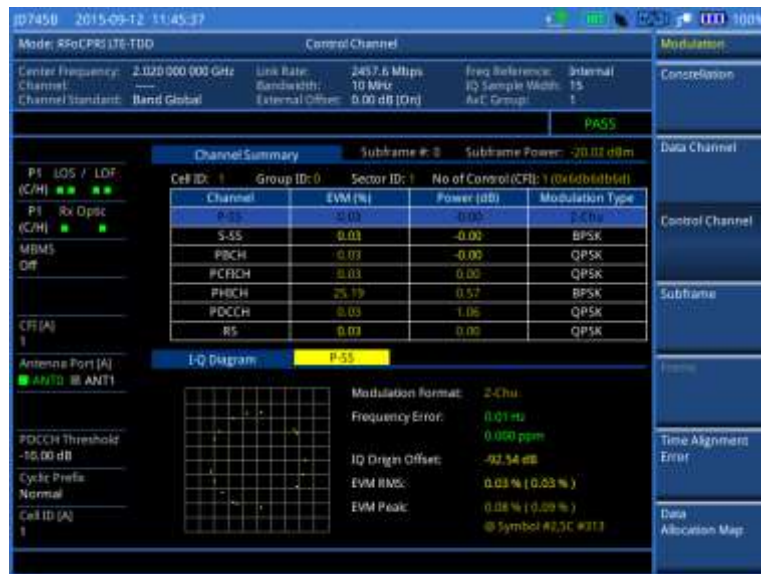 JD745B 2015-09-12 11:45:37 100%
Mode: RFoCPRI LTE-TDD Control Channel Modulation
Center Frequency: 2.020 000 000 GHz Link Rate: 2457.6 Mbps Freq Reference: Internal
Channel: ---- Bandwidth: 10 MHz IQ Sample Width: 15
Channel Standard: Band Global External Offset: 0.00 dB [On] AxC Group: 1
Constellation
PASS
Channel Summary Subframe #: 0 Subframe Power: -20.02 dBm
Data Channel
P1 LOS / LOF
(C/H)
Cell ID: 1 Group ID: 0 Sector ID: 1 No of Control (CFI): 1 (0x6db6db6d)
Channel EVM (%) Power (dB) Modulation Type
P-SS 0.03 -0.00 Z-Chu
S-SS 0.03 -0.00 BPSK
PBCH 0.03 -0.00 QPSK
PCFICH 0.03 0.00 QPSK
PHICH 25.19 0.57 BPSK
PDCCH 0.03 1.06 QPSK
RS 0.03 0.00 QPSK
P1 Rx Optic
(C/H)
Control Channel
MBMS
Off
Subframe
CFI [A]
1
I-Q Diagram P-SS
Antenna Port [A]
ANT0 ANT1
Frame
Modulation Format: Z-Chu
Frequency Error: 0.01 Hz
0.000 ppm
IQ Origin Offset: -92.54 dB
EVM RMS: 0.03 % ( 0.03 % )
EVM Peak: 0.08 % ( 0.09 % )
@ Symbol #2,SC #313
PDCCH Threshold
-10.00 dB
Time Alignment
Error
Cyclic Prefix
Normal
Cell ID [A]
1
Data
Allocation Map